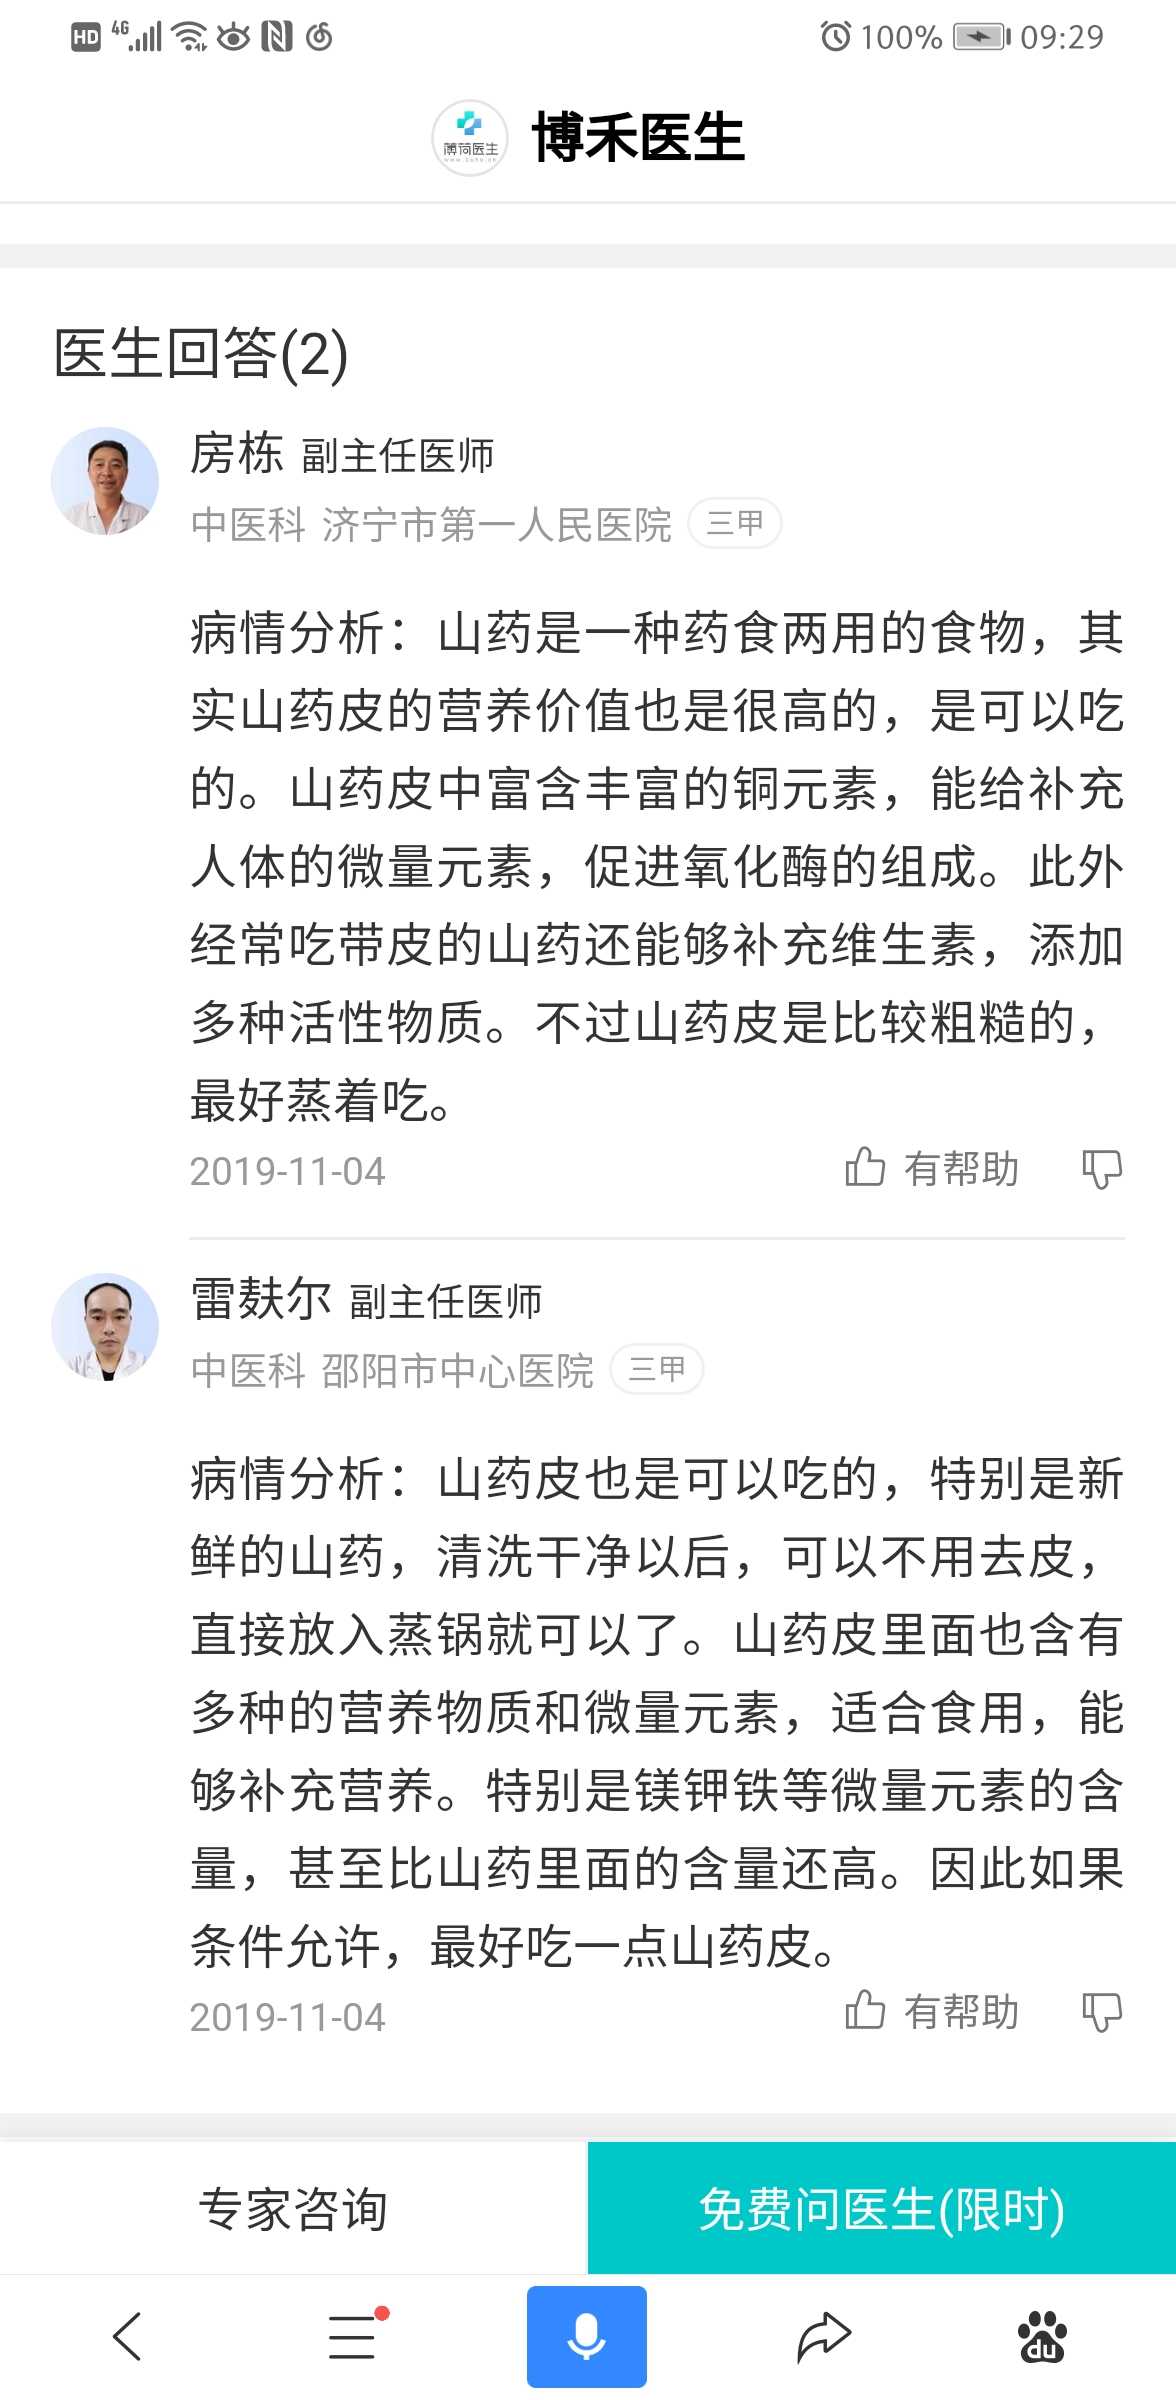 HD 4G 100% 09:29
薄荷医生 博禾医生
医生回答(2)
房栋 副主任医师
中医科 济宁市第一人民医院 三甲
病情分析：山药是一种药食两用的食物，其
实山药皮的营养价值也是很高的，是可以吃
的。山药皮中富含丰富的铜元素，能给补充
人体的微量元素，促进氧化酶的组成。此外
经常吃带皮的山药还能够补充维生素，添加
多种活性物质。不过山药皮是比较粗糙的，
最好蒸着吃。
2019-11-04 有帮助
雷麸尔 副主任医师
中医科 邵阳市中心医院 三甲
病情分析：山药皮也是可以吃的，特别是新
鲜的山药，清洗干净以后，可以不用去皮，
直接放入蒸锅就可以了。山药皮里面也含有
多种的营养物质和微量元素，适合食用，能
够补充营养。特别是镁钾铁等微量元素的含
量，甚至比山药里面的含量还高。因此如果
条件允许，最好吃一点山药皮。
2019-11-04 有帮助
专家咨询 免费问医生(限时)
du